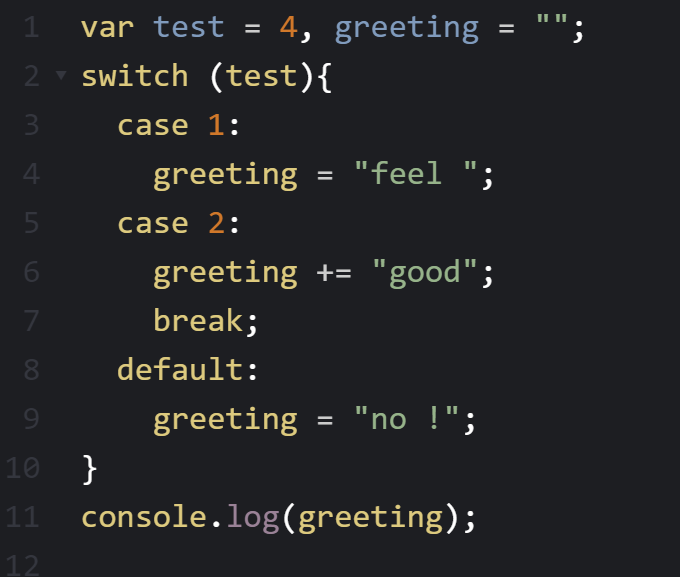 1 var test = 4, greeting = "";
2 switch (test){
3 case 1:
4 greeting = "feel ";
5 case 2:
6 greeting += "good";
7 break;
8 default:
9 greeting = "no !";
10 }
11 console.log(greeting);
12